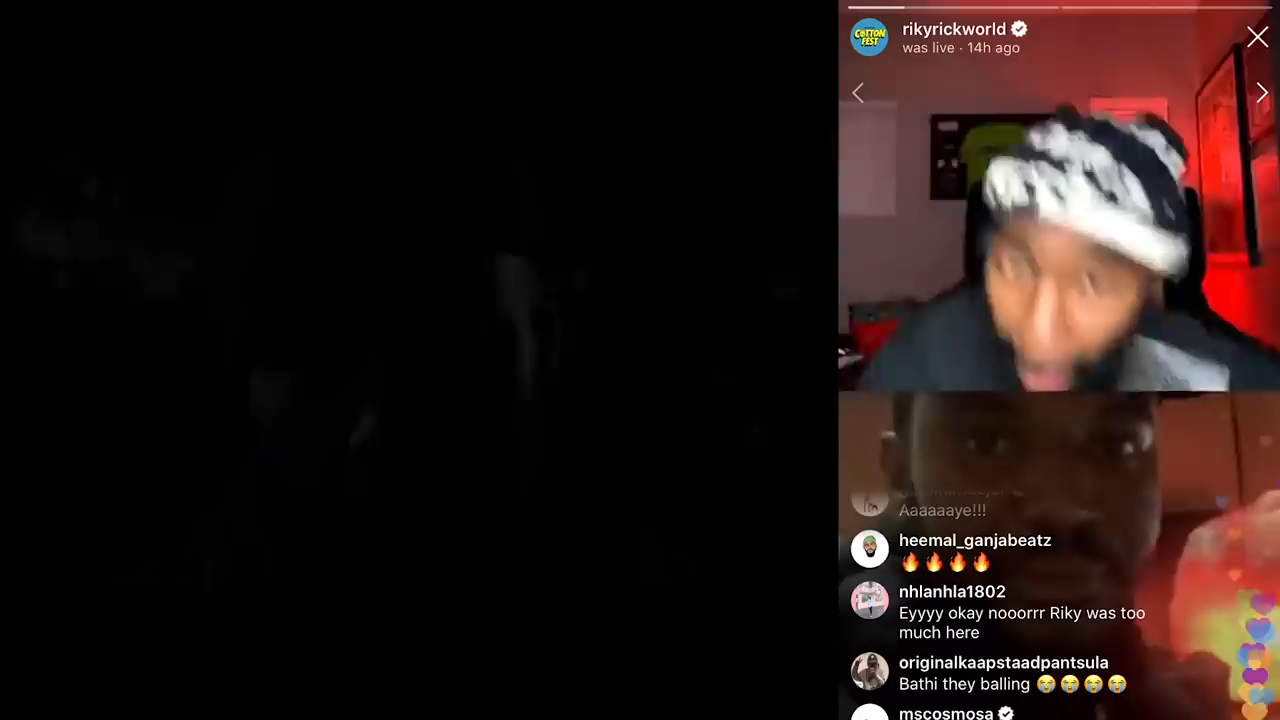 COTTON
FEST
rikyrickworld
was live · 14h ago
Aaaaaaye!!!
heemal_ganjabeatz
🔥🔥🔥🔥
nhlanhla1802
Eyyyy okay nooorrr Riky was too
much here
originalkaapstaadpantsula
Bathi they balling 😭😭😭😭
mscosmosa